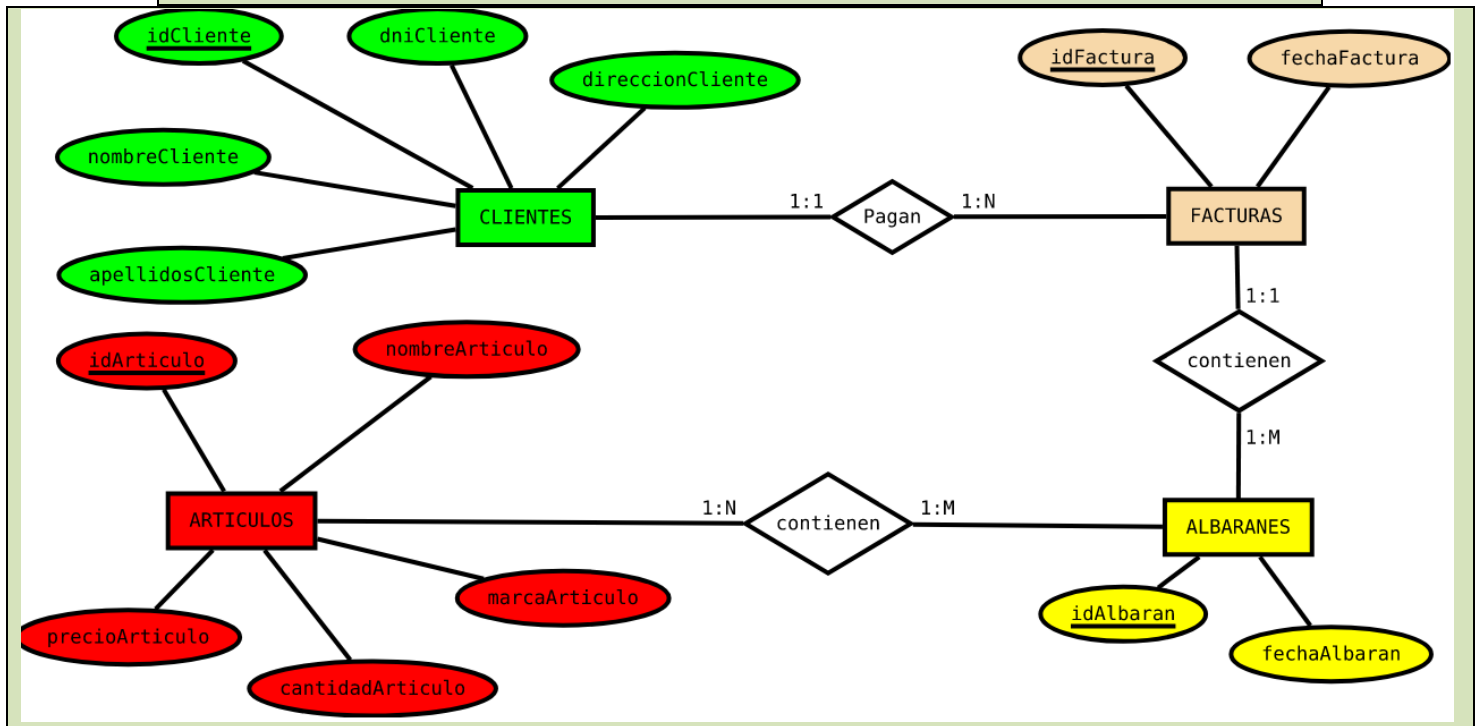 idCliente
dniCliente
direccionCliente
nombreCliente
apellidosCliente
CLIENTES
1:1
Pagan
1:N
idFactura
fechaFactura
FACTURAS
1:1
contienen
1:M
idArticulo
nombreArticulo
ARTICULOS
1:N
contienen
1:M
ALBARANES
precioArticulo
cantidadArticulo
marcaArticulo
idAlbaran
fechaAlbaran